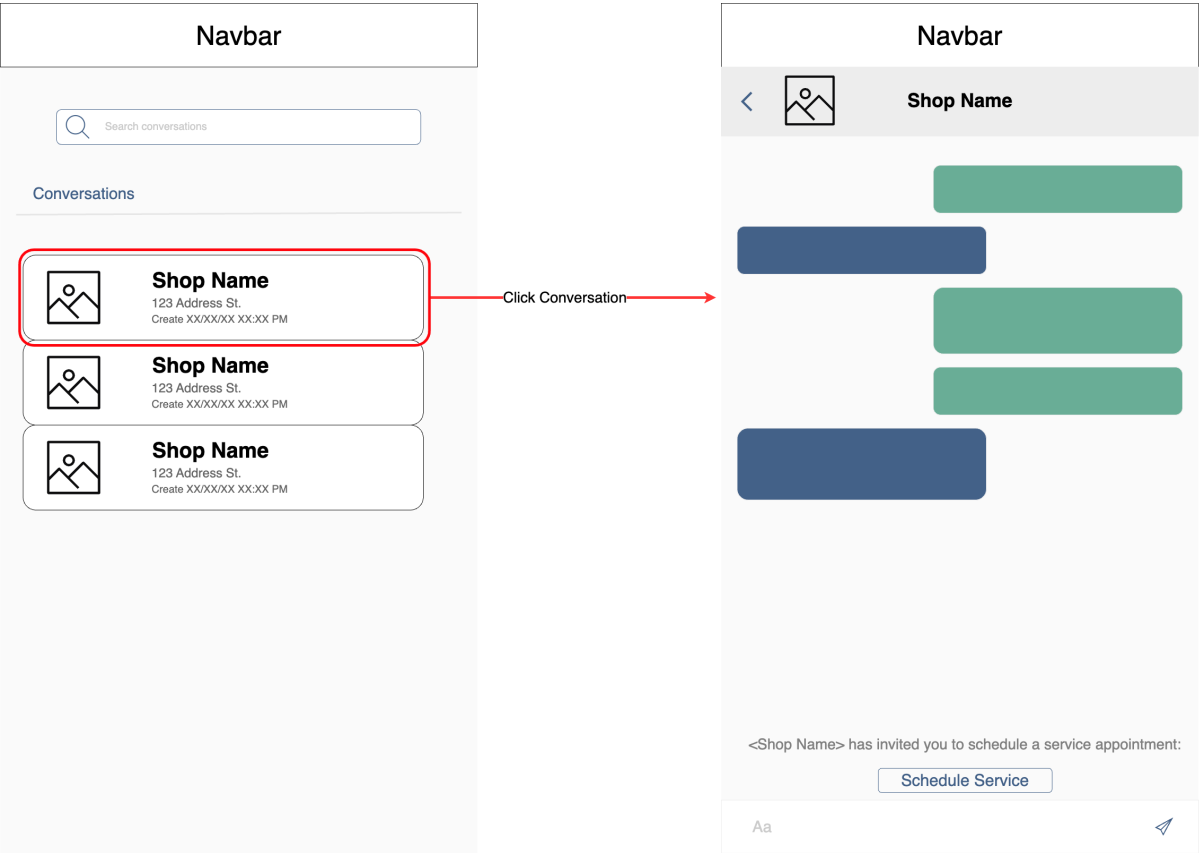 Navbar
Search conversations
Conversations
Shop Name
123 Address St.
Create XX/XX/XX XX:XX PM
Shop Name
123 Address St.
Create XX/XX/XX XX:XX PM
Shop Name
123 Address St.
Create XX/XX/XX XX:XX PM
Click Conversation
Navbar
Shop Name
<Shop Name> has invited you to schedule a service appointment:
Schedule Service
Aa